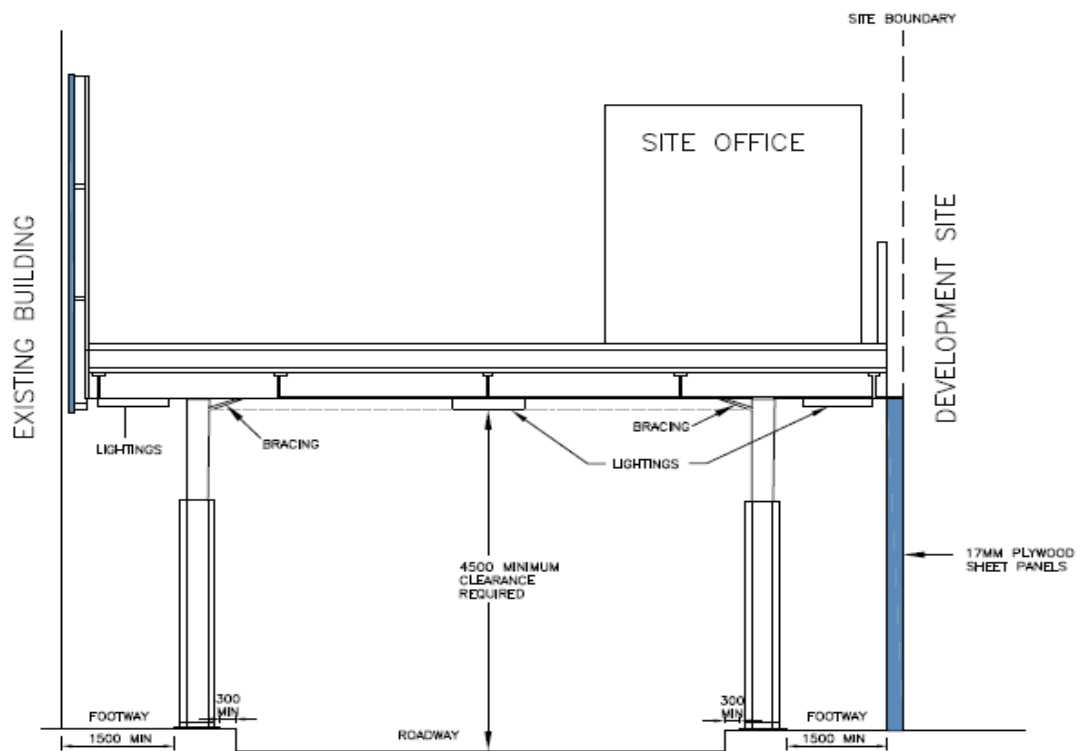 SITE BOUNDARY
SITE OFFICE
EXISTING BUILDING
DEVELOPMENT SITE
LIGHTINGS
BRACING
BRACING
LIGHTINGS
4500 MINIMUM
CLEARANCE
REQUIRED
17MM PLYWOOD
SHEET PANELS
300
MIN
300
MIN
FOOTWAY
FOOTWAY
ROADWAY
1500 MIN
1500 MIN